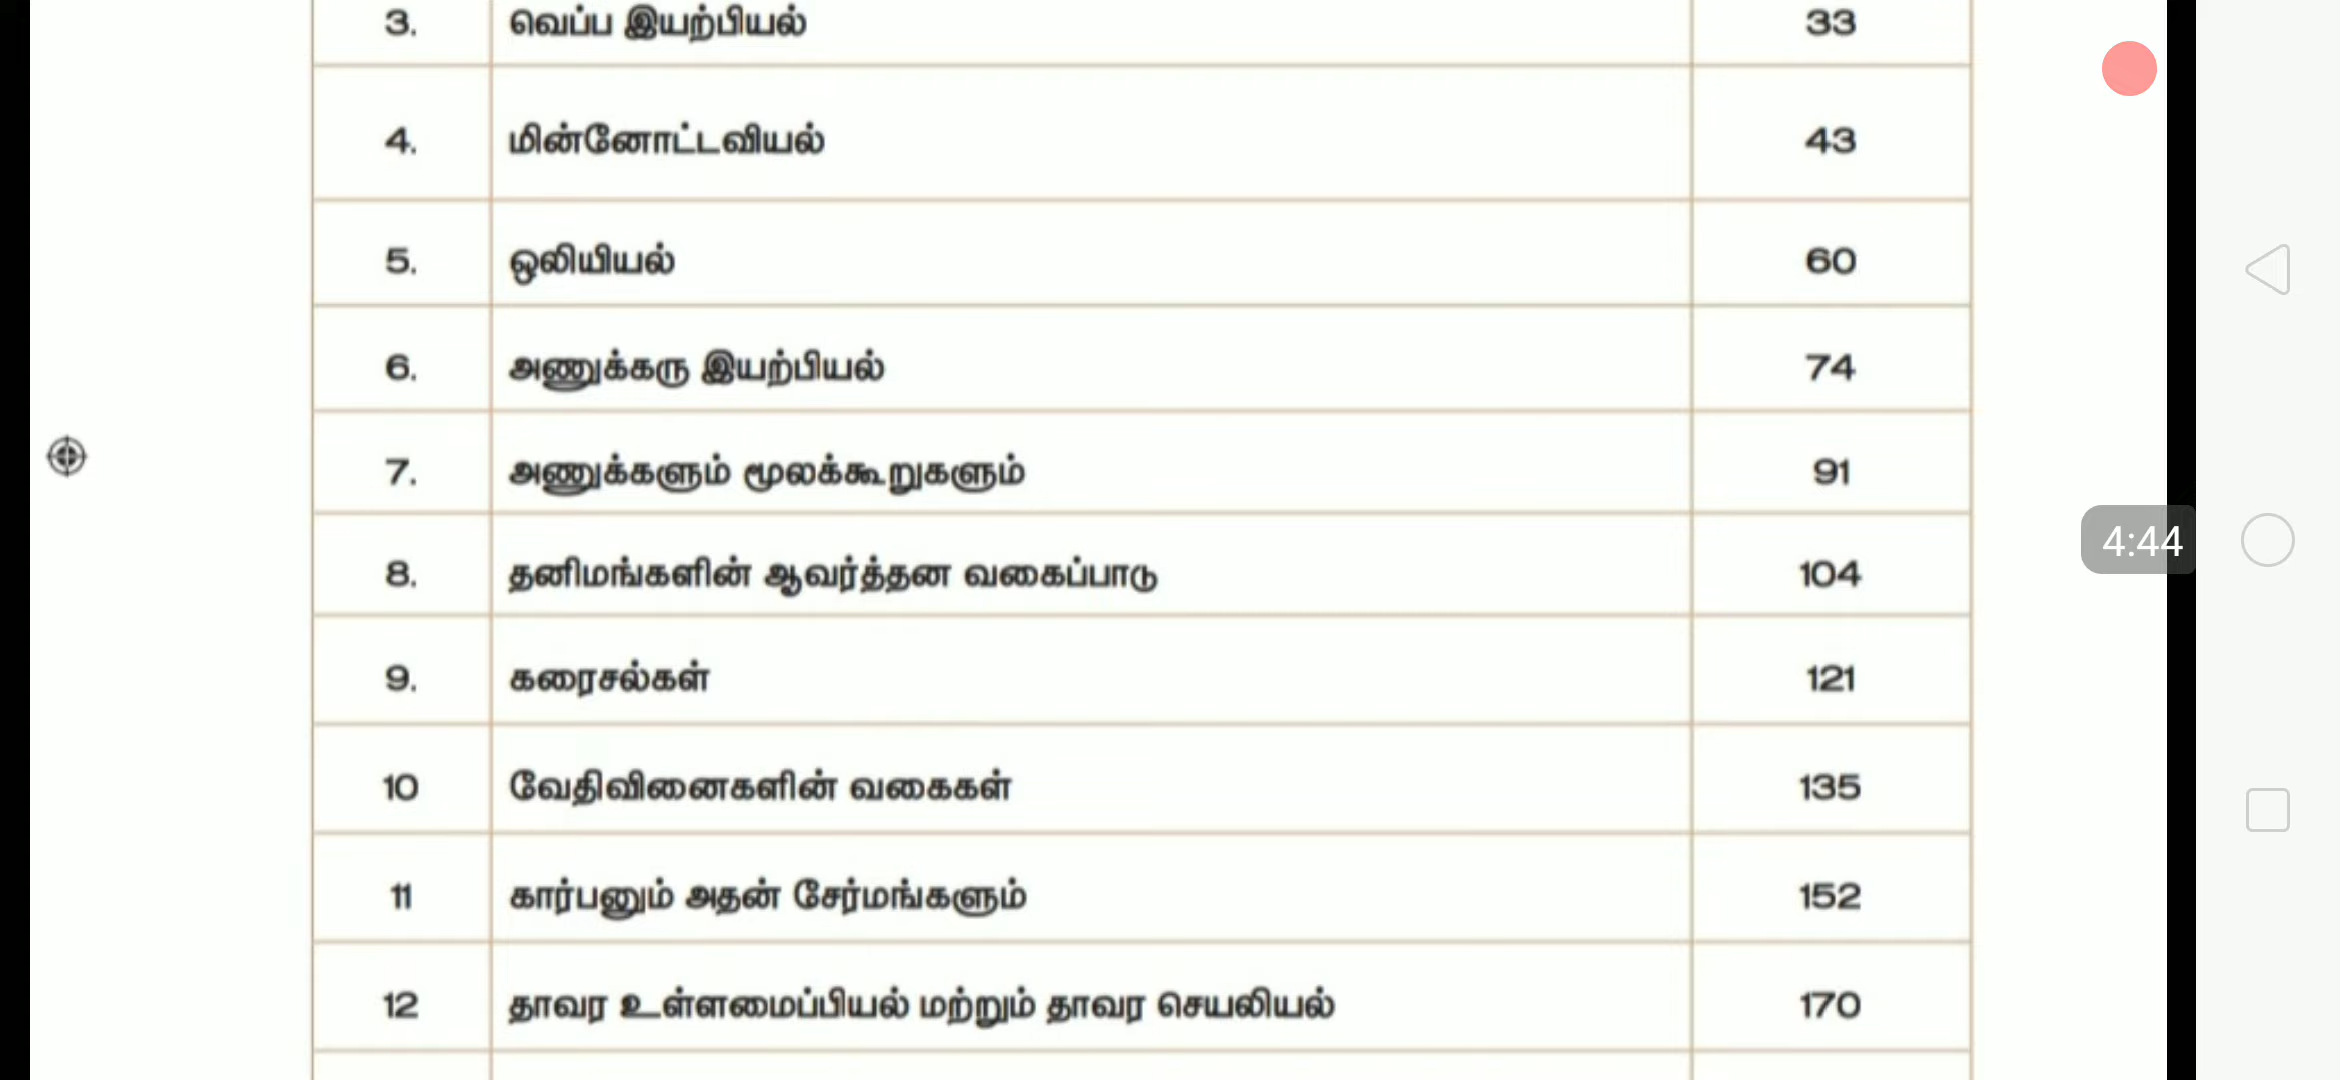 3. வெப்ப இயற்பியல் 33
4. மின்னோட்டவியல் 43
5. ஒலியியல் 60
6. அணுக்கரு இயற்பியல் 74
7. அணுக்களும் மூலக்கூறுகளும் 91
8. தனிமங்களின் ஆவர்த்தன வகைப்பாடு 104
9. கரைசல்கள் 121
10 வேதிவினைகளின் வகைகள் 135
11 கார்பனும் அதன் சேர்மங்களும் 152
12 தாவர உள்ளமைப்பியல் மற்றும் தாவர செயலியல் 170
4:44